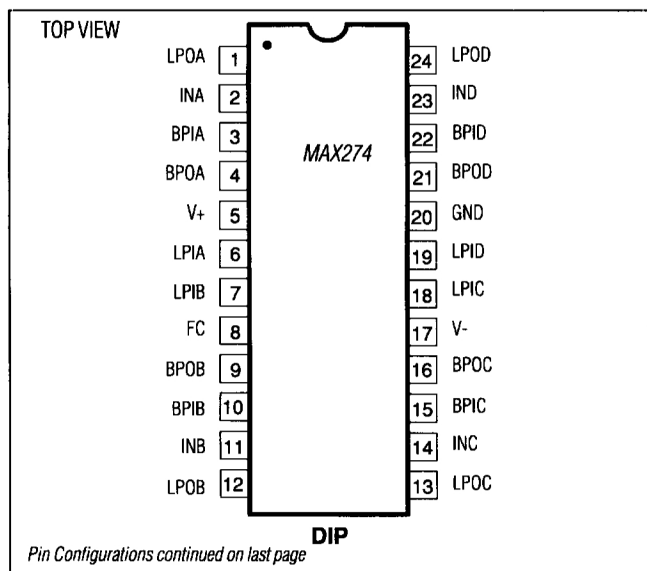 TOP VIEW
LPOA 1 24 LPOD
INA 2 23 IND
BPIA 3 22 BPID
MAX274
BPOA 4 21 BPOD
V+ 5 20 GND
LPIA 6 19 LPID
LPIB 7 18 LPIC
FC 8 17 V-
BPOB 9 16 BPOC
BPIB 10 15 BPIC
INB 11 14 INC
LPOB 12 13 LPOC
DIP
Pin Configurations continued on last page